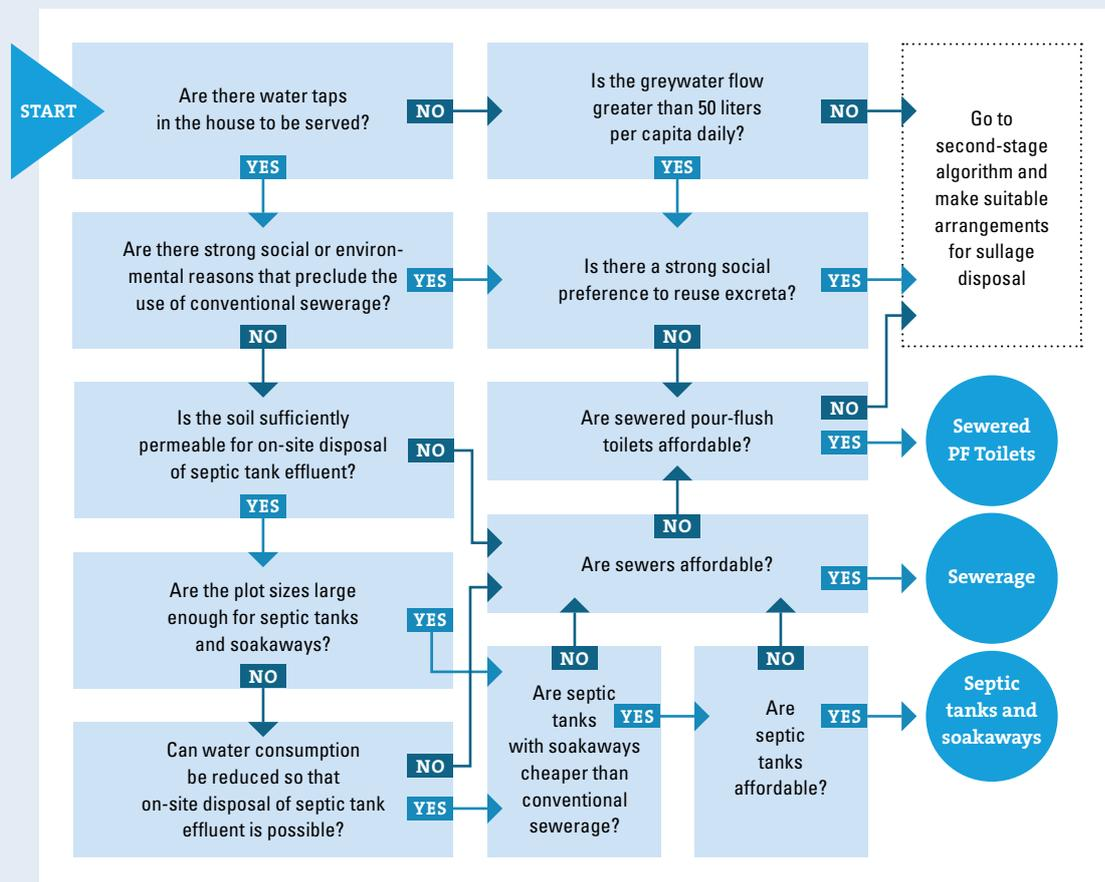 START
Are there water taps
in the house to be served?
NO
YES
Is the greywater flow
greater than 50 liters
per capita daily?
NO
YES
Go to
second-stage
algorithm and
make suitable
arrangements
for sullage
disposal
Are there strong social or environ-
mental reasons that preclude the
use of conventional sewerage?
YES
NO
Is there a strong social
preference to reuse excreta?
YES
NO
Is the soil sufficiently
permeable for on-site disposal
of septic tank effluent?
NO
YES
Are sewered pour-flush
toilets affordable?
NO
YES
Sewered
PF Toilets
Are the plot sizes large
enough for septic tanks
and soakaways?
YES
NO
NO
Are sewers affordable?
YES
Sewerage
Can water consumption
be reduced so that
on-site disposal of septic tank
effluent is possible?
NO
YES
NO
Are septic
tanks
with soakaways
cheaper than
conventional
sewerage?
YES
NO
Are
septic
tanks
affordable?
YES
Septic
tanks and
soakaways